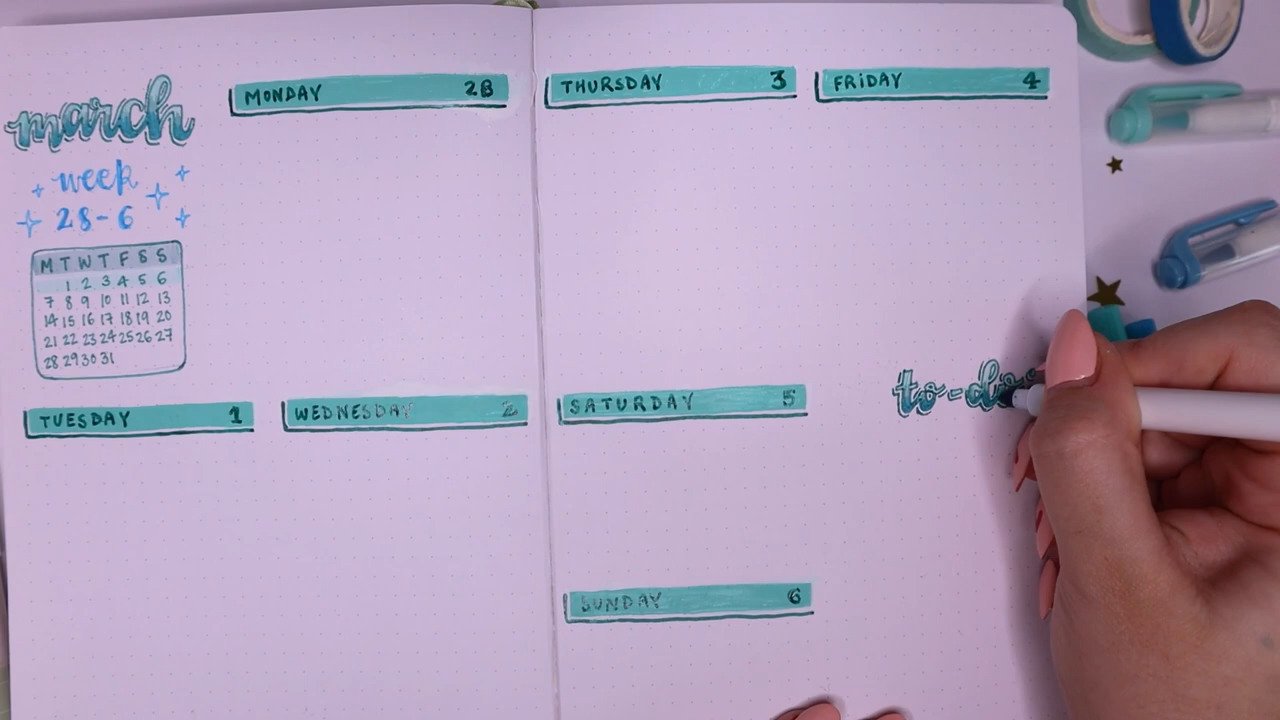 march
week
28-6
M T W T F S S
1 2 3 4 5 6
7 8 9 10 11 12 13
14 15 16 17 18 19 20
21 22 23 24 25 26 27
28 29 30 31
MONDAY 28
TUESDAY 1
WEDNESDAY 2
THURSDAY 3
FRIDAY 4
SATURDAY 5
SUNDAY 6
to-do